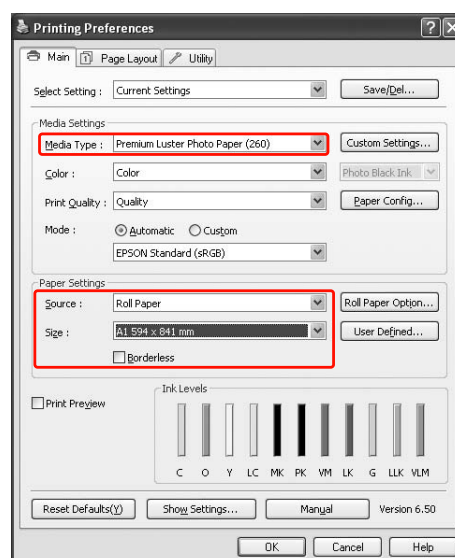 Printing Preferences
Main Page Layout Utility
Select Setting : Current Settings Save/Del...
Media Settings
Media Type : Premium Luster Photo Paper (260) Custom Settings...
Color : Color Photo Black Ink
Print Quality : Quality Paper Config...
Mode : Automatic Custom
EPSON Standard (sRGB)
Paper Settings
Source : Roll Paper Roll Paper Option...
Size : A1 594 x 841 mm User Defined...
Borderless
Ink Levels
Print Preview
C O Y LC MK PK VM LK G LLK VLM
Reset Defaults(Y) Show Settings... Manual Version 6.50
OK Cancel Help